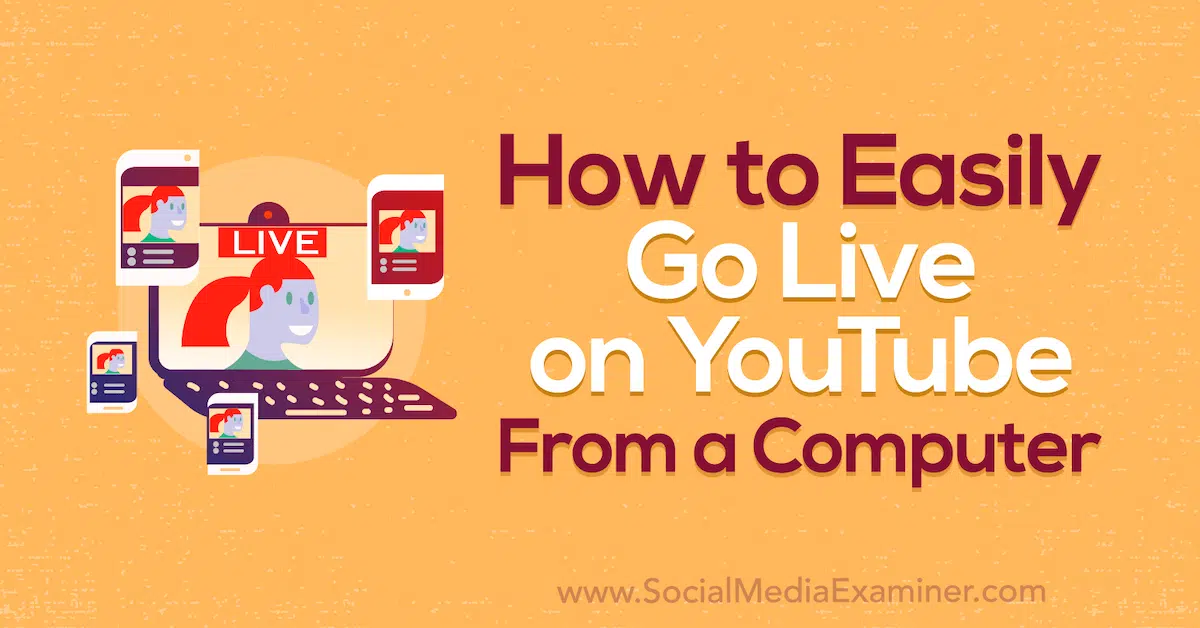 LIVE
How to Easily
Go Live
on YouTube
From a Computer
www.SocialMediaExaminer.com